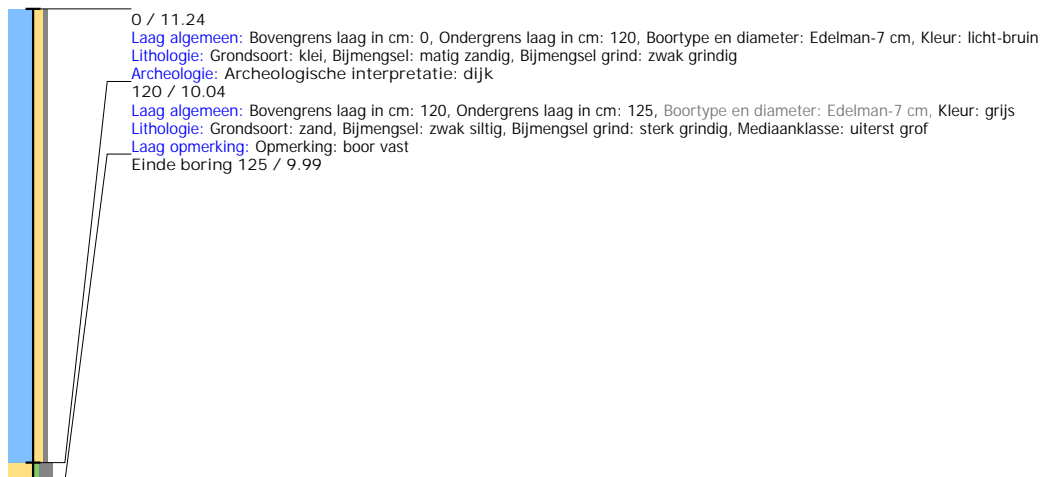 0 / 11.24
Laag algemeen: Bovengrens laag in cm: 0, Ondergrens laag in cm: 120, Boortype en diameter: Edelman-7 cm, Kleur: licht-bruin
Lithologie: Grondsoort: klei, Bijmengsel: matig zandig, Bijmengsel grind: zwak grindig
Archeologie: Archeologische interpretatie: dijk
120 / 10.04
Laag algemeen: Bovengrens laag in cm: 120, Ondergrens laag in cm: 125, Boortype en diameter: Edelman-7 cm, Kleur: grijs
Lithologie: Grondsoort: zand, Bijmengsel: zwak siltig, Bijmengsel grind: sterk grindig, Mediaanklasse: uiterst grof
Laag opmerking: Opmerking: boor vast
Einde boring 125 / 9.99